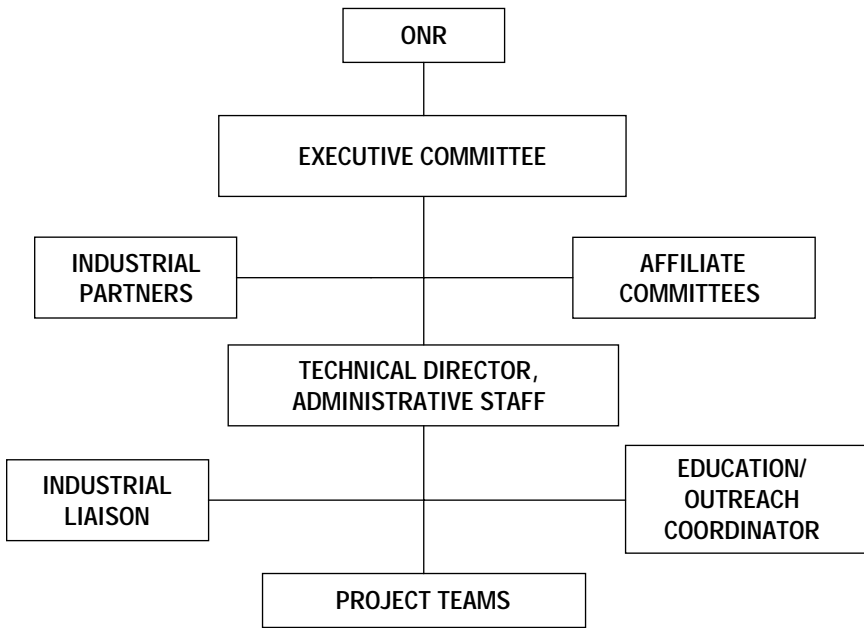 ONR
EXECUTIVE COMMITTEE
INDUSTRIAL
PARTNERS
AFFILIATE
COMMITTEES
TECHNICAL DIRECTOR,
ADMINISTRATIVE STAFF
INDUSTRIAL
LIAISON
EDUCATION/
OUTREACH
COORDINATOR
PROJECT TEAMS